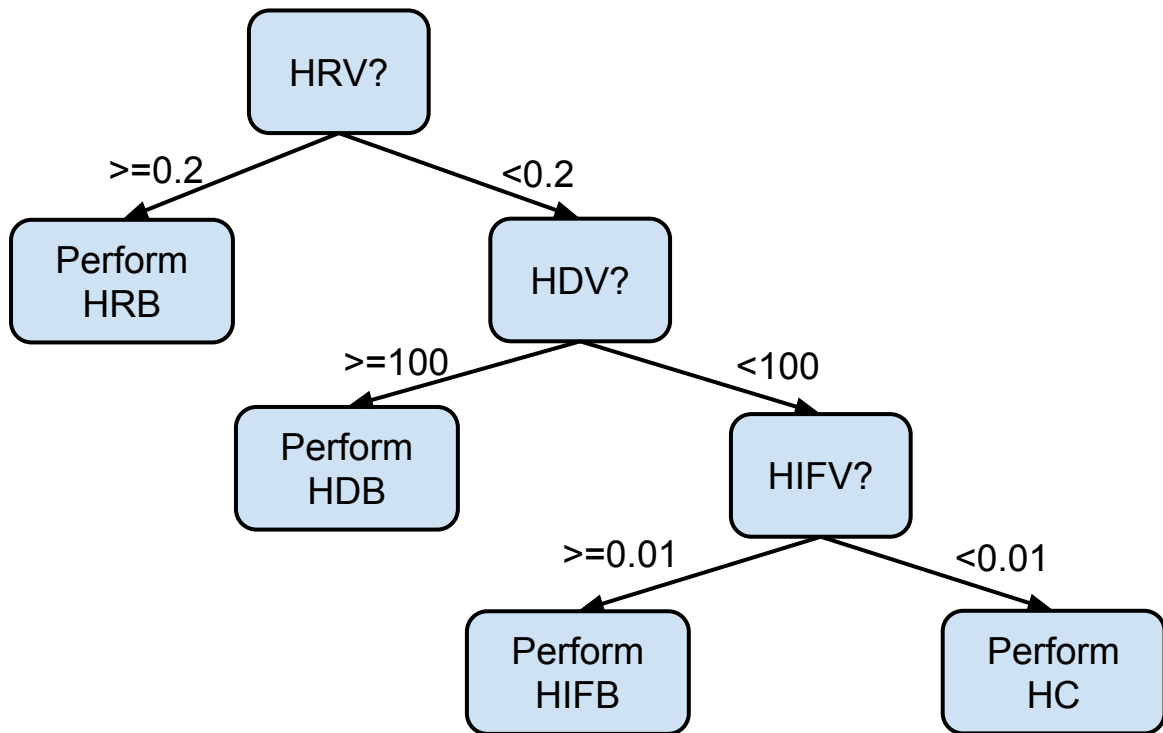 HRV?
>=0.2
<0.2
Perform
HRB
HDV?
>=100
<100
Perform
HDB
HIFV?
>=0.01
<0.01
Perform
HIFB
Perform
HC